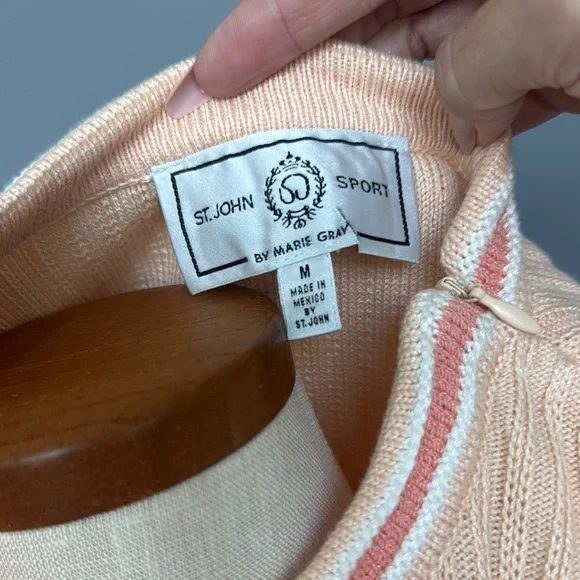 ST. JOHN SPORT
BY MARIE GRAY
M
MADE IN
MEXICO
BY
ST. JOHN